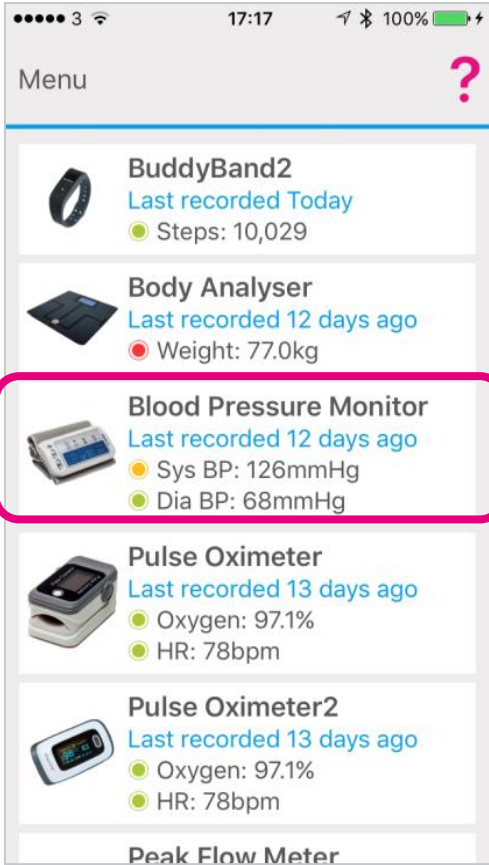 3 17:17 100%
Menu ?
BuddyBand2
Last recorded Today
Steps: 10,029
Body Analyser
Last recorded 12 days ago
Weight: 77.0kg
Blood Pressure Monitor
Last recorded 12 days ago
Sys BP: 126mmHg
Dia BP: 68mmHg
Pulse Oximeter
Last recorded 13 days ago
Oxygen: 97.1%
HR: 78bpm
Pulse Oximeter2
Last recorded 13 days ago
Oxygen: 97.1%
HR: 78bpm
Peak Flow Meter